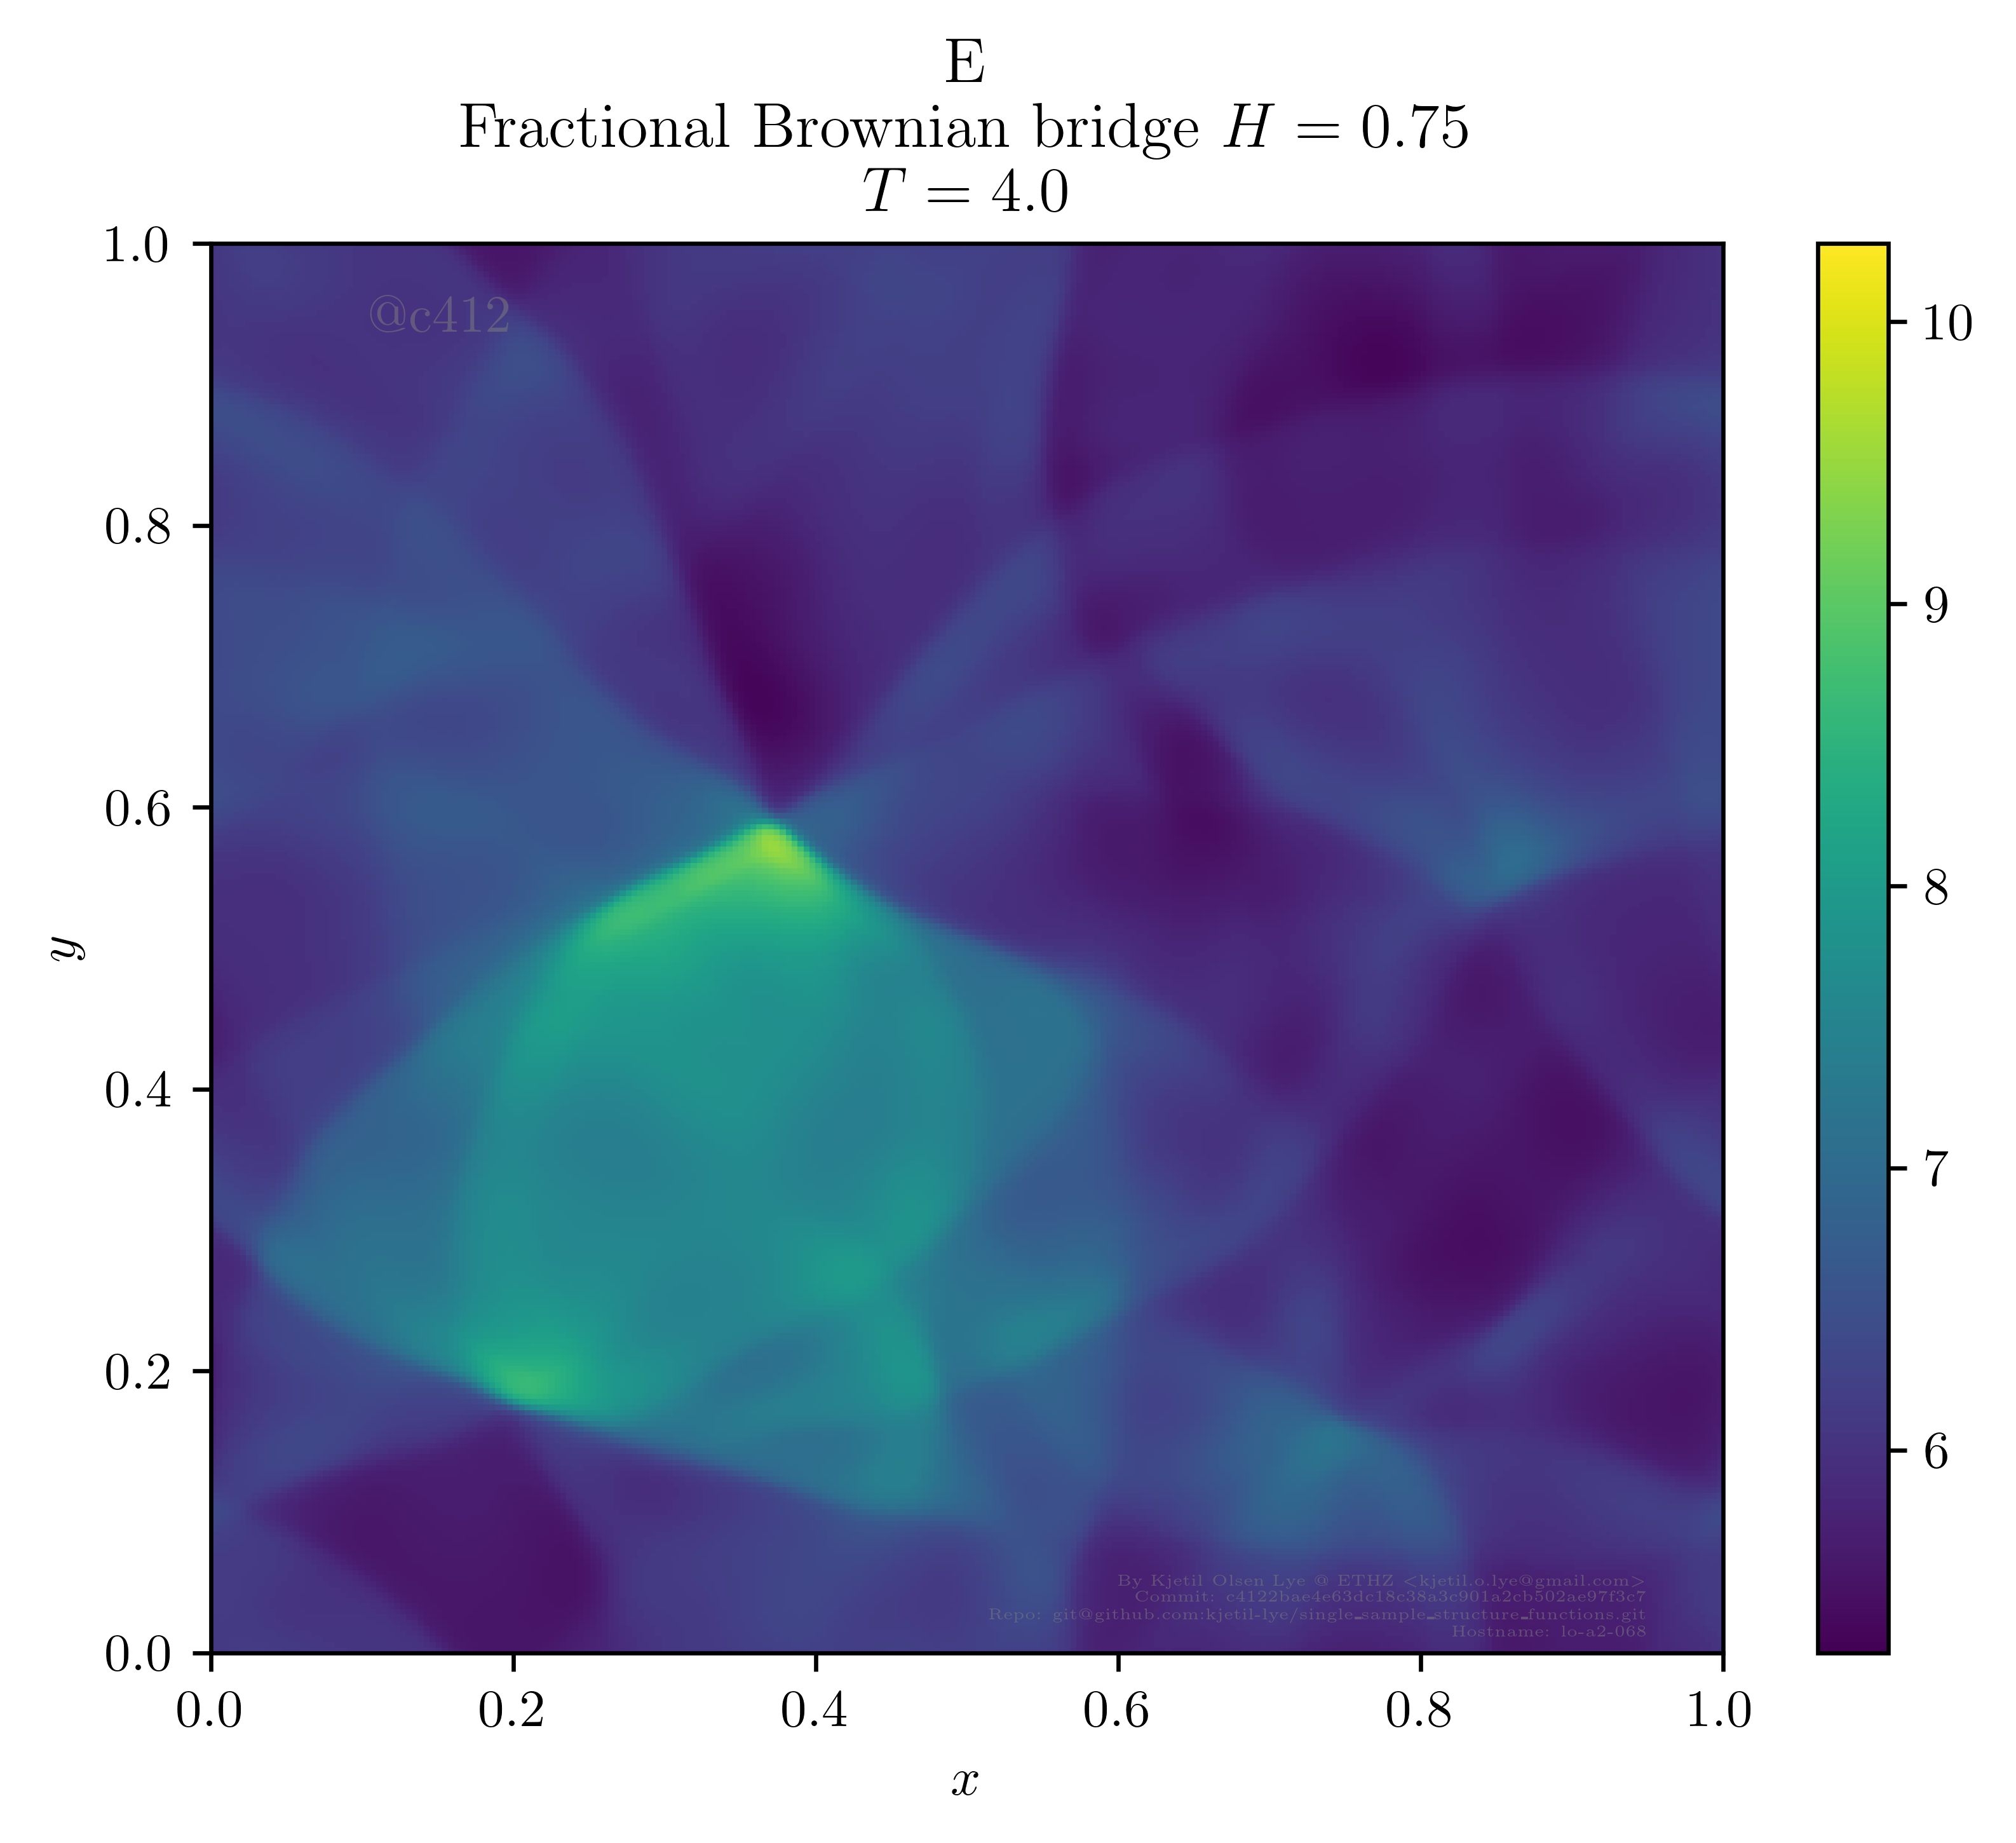 E
Fractional Brownian bridge H = 0.75
T = 4.0
1.0
0.8
0.6
0.4
0.2
0.0
y
0.0 0.2 0.4 0.6 0.8 1.0
x
10
9
8
7
6
@c412
By Kjetil Olsen Lye @ ETHZ <kjetil.o.lye@gmail.com>
Commit: c4122bae4e63dc18c38a3c901a2cb502ae97f3c7
Repo: git@github.com:kjetil-lye/single_sample_structure_functions.git
Hostname: lo-a2-068